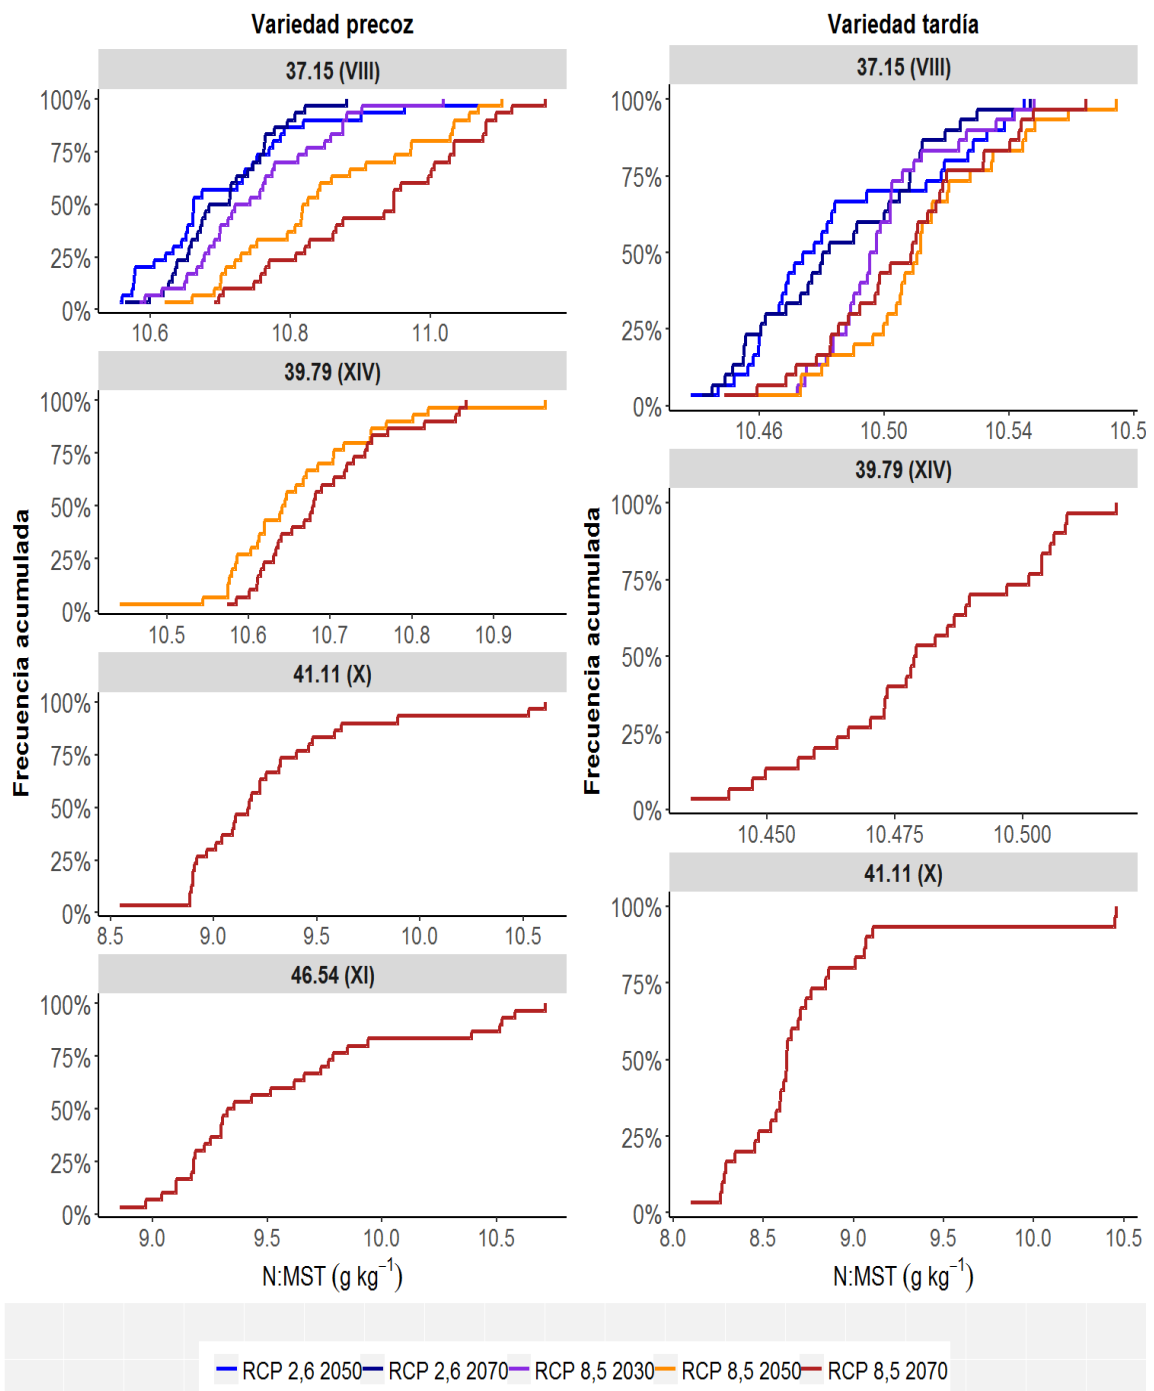 Variedad precoz
37.15 (VIII)
100%
75%
50%
25%
0%
10.6 10.8 11.0
39.79 (XIV)
100%
75%
50%
25%
0%
10.5 10.6 10.7 10.8 10.9
41.11 (X)
100%
75%
50%
25%
0%
8.5 9.0 9.5 10.0 10.5
46.54 (XI)
100%
75%
50%
25%
0%
9.0 9.5 10.0 10.5
Frecuencia acumulada
N:MST (g kg⁻¹)
Variedad tardía
37.15 (VIII)
100%
75%
50%
25%
0%
10.46 10.50 10.54 10.5
39.79 (XIV)
100%
75%
50%
25%
0%
10.450 10.475 10.500
41.11 (X)
100%
75%
50%
25%
0%
8.0 8.5 9.0 9.5 10.0 10.5
Frecuencia acumulada
N:MST (g kg⁻¹)
RCP 2,6 2050 RCP 2,6 2070 RCP 8,5 2030 RCP 8,5 2050 RCP 8,5 2070